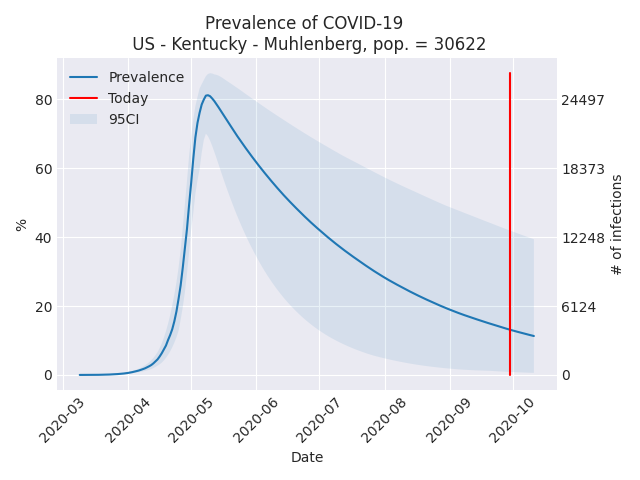 Prevalence of COVID-19
US - Kentucky - Muhlenberg, pop. = 30622
Prevalence
Today
95CI
80
60
40
20
0
%
24497
18373
12248
6124
0
# of infections
2020-03
2020-04
2020-05
2020-06
2020-07
2020-08
2020-09
2020-10
Date